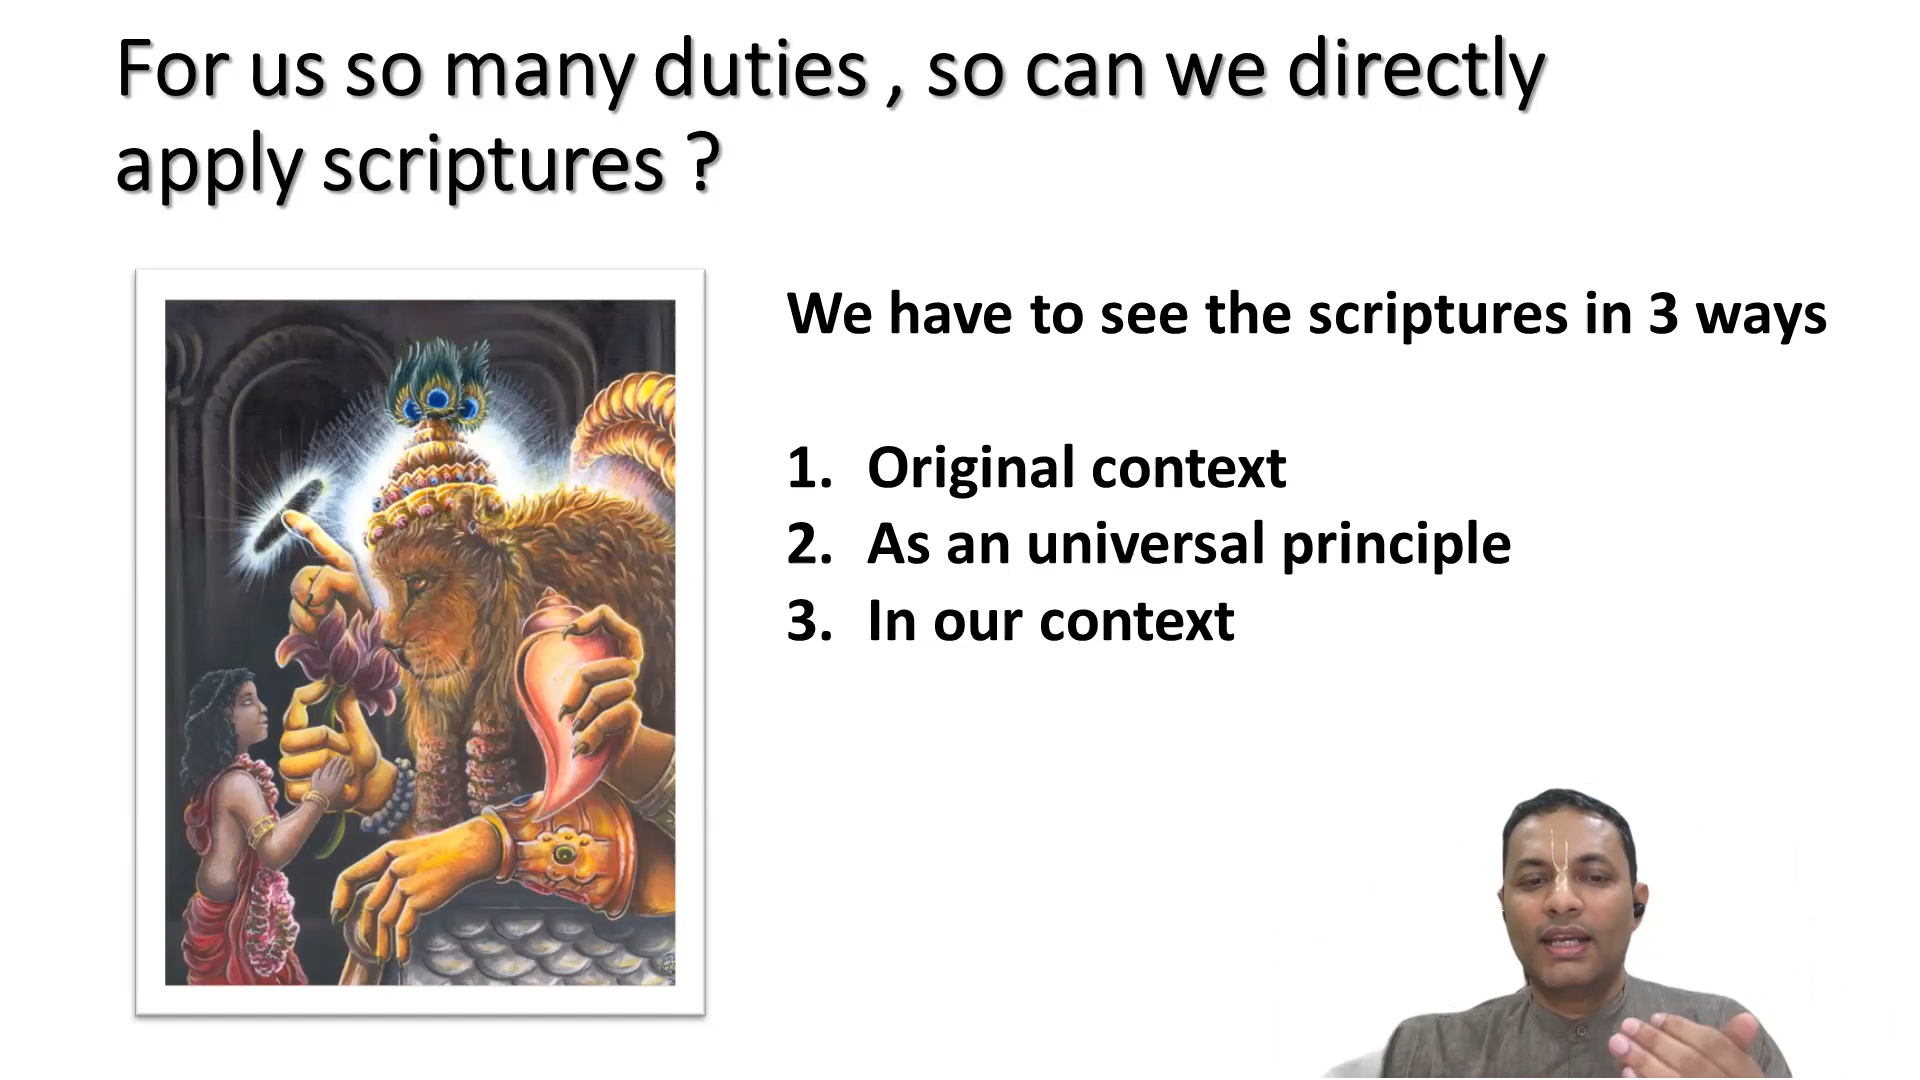 For us so many duties , so can we directly
apply scriptures ?
We have to see the scriptures in 3 ways
1. Original context
2. As an universal principle
3. In our context